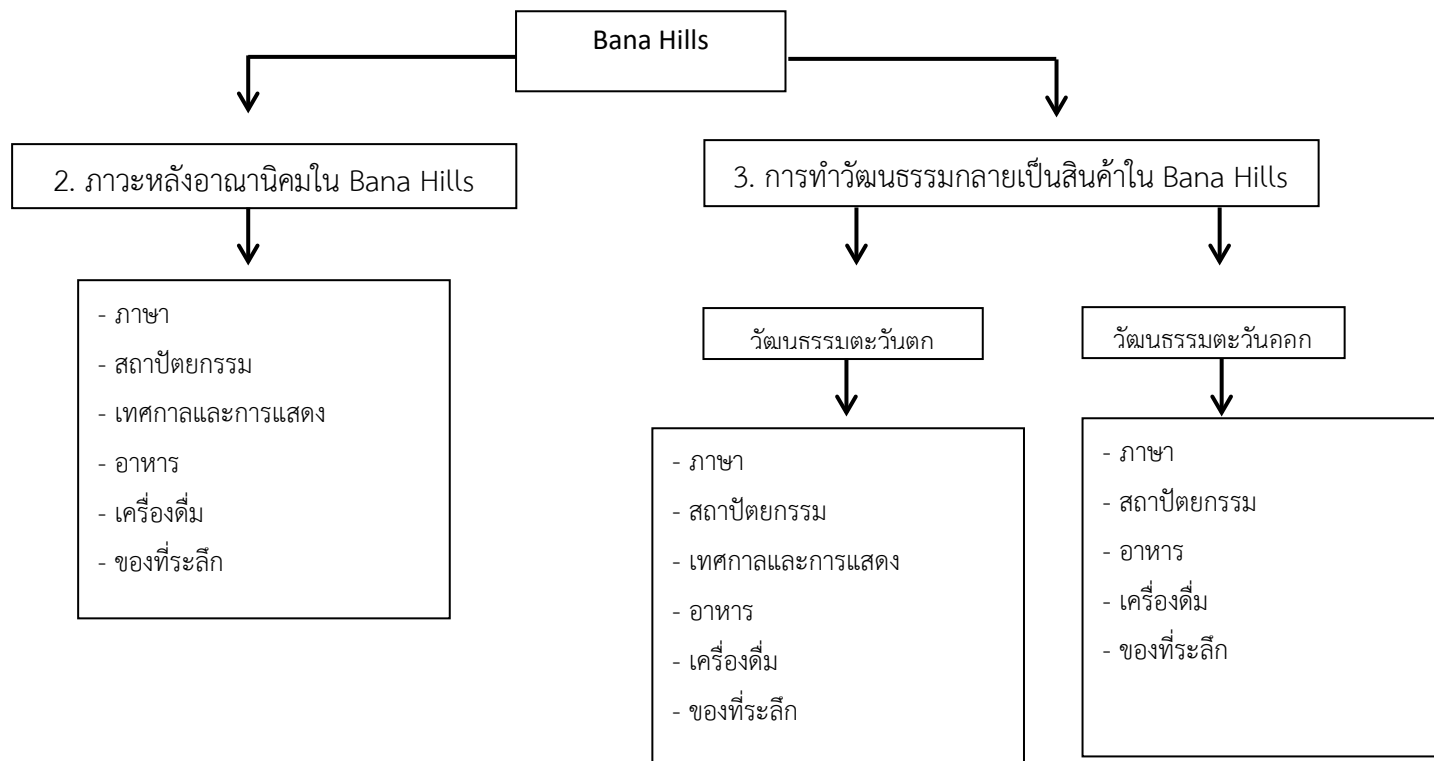 Bana Hills
2. ภาวะหลังอาณานิคมใน Bana Hills
3. การทำวัฒนธรรมกลายเป็นสินค้าใน Bana Hills
- ภาษา
- สถาปัตยกรรม
- เทศกาลและการแสดง
- อาหาร
- เครื่องดื่ม
- ของที่ระลึก
วัฒนธรรมตะวันตก
- ภาษา
- สถาปัตยกรรม
- เทศกาลและการแสดง
- อาหาร
- เครื่องดื่ม
- ของที่ระลึก
วัฒนธรรมตะวันออก
- ภาษา
- สถาปัตยกรรม
- อาหาร
- เครื่องดื่ม
- ของที่ระลึก